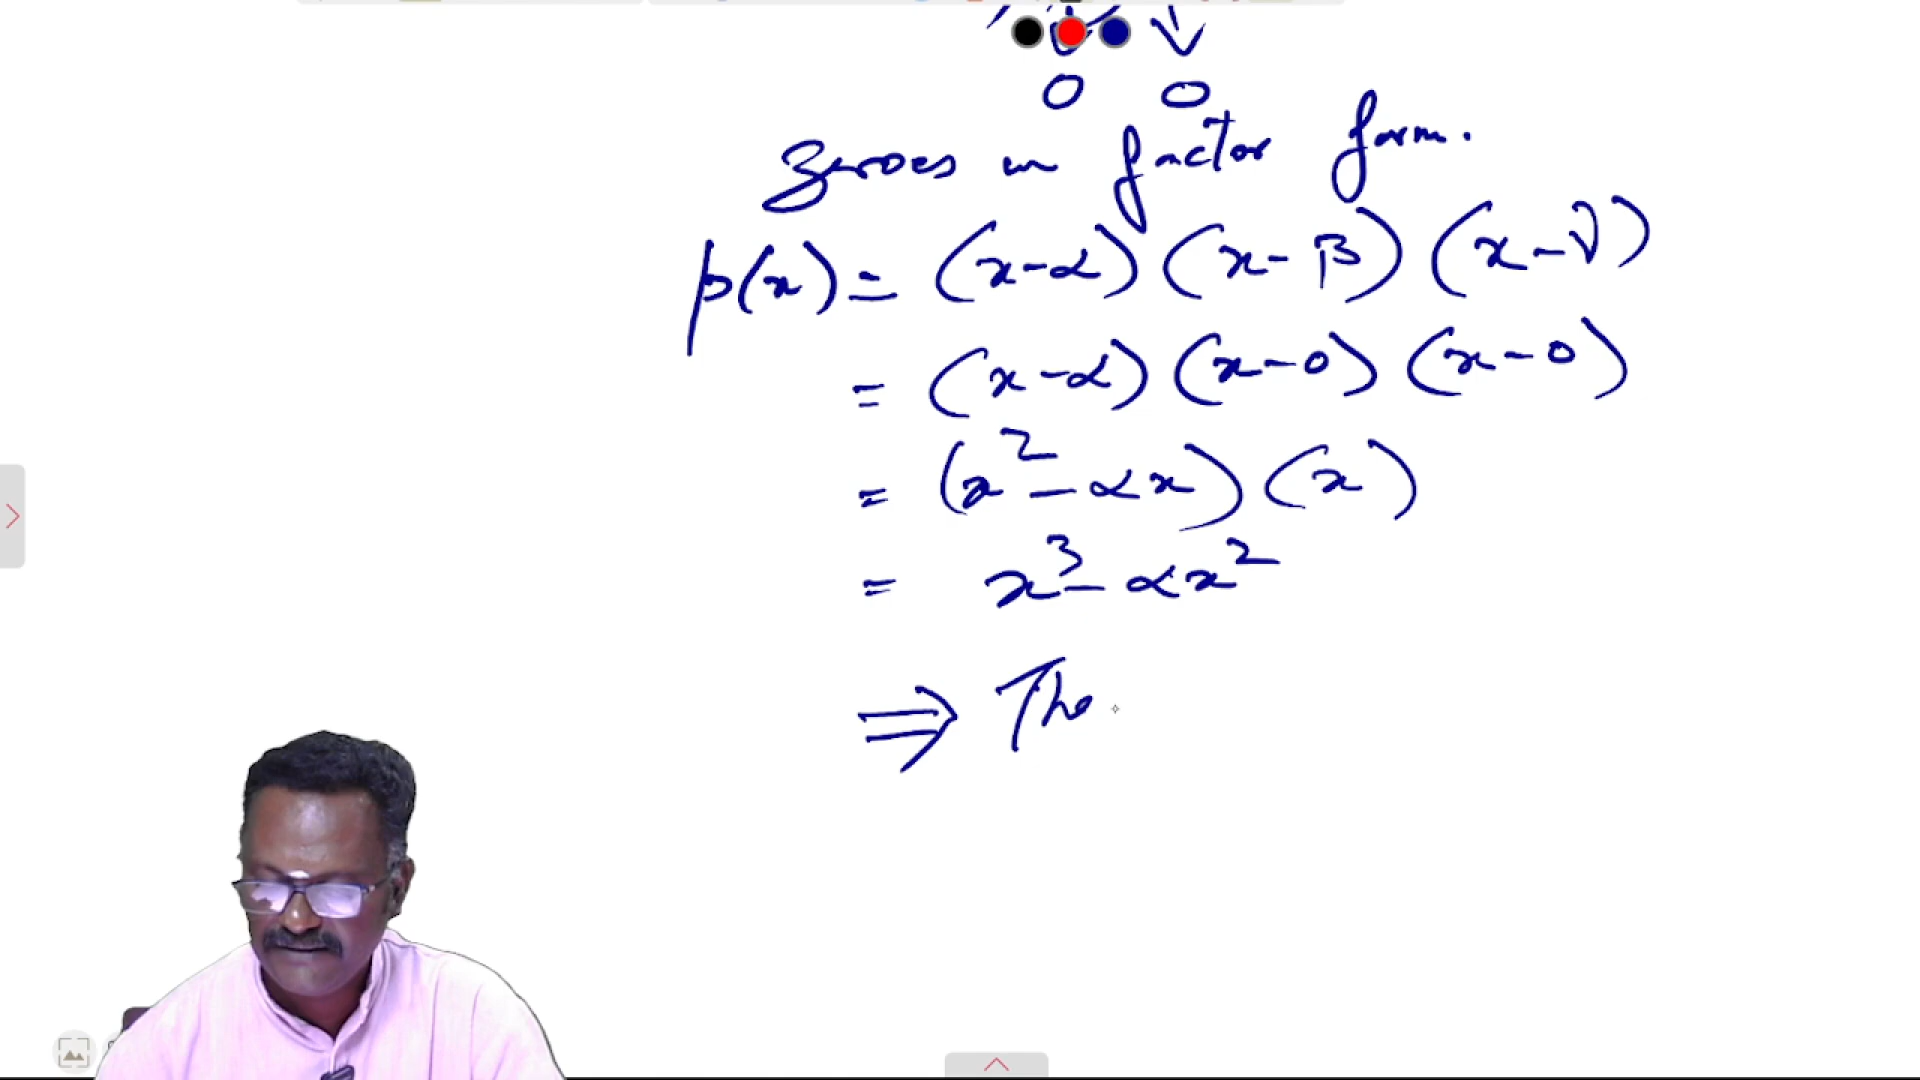 0 0
zeroes in factor form.
p(x) = (x-α) (x-β) (x-γ)
= (x-α) (x-0) (x-0)
= (x² - αx) (x)
= x³ - αx²
⇒ The